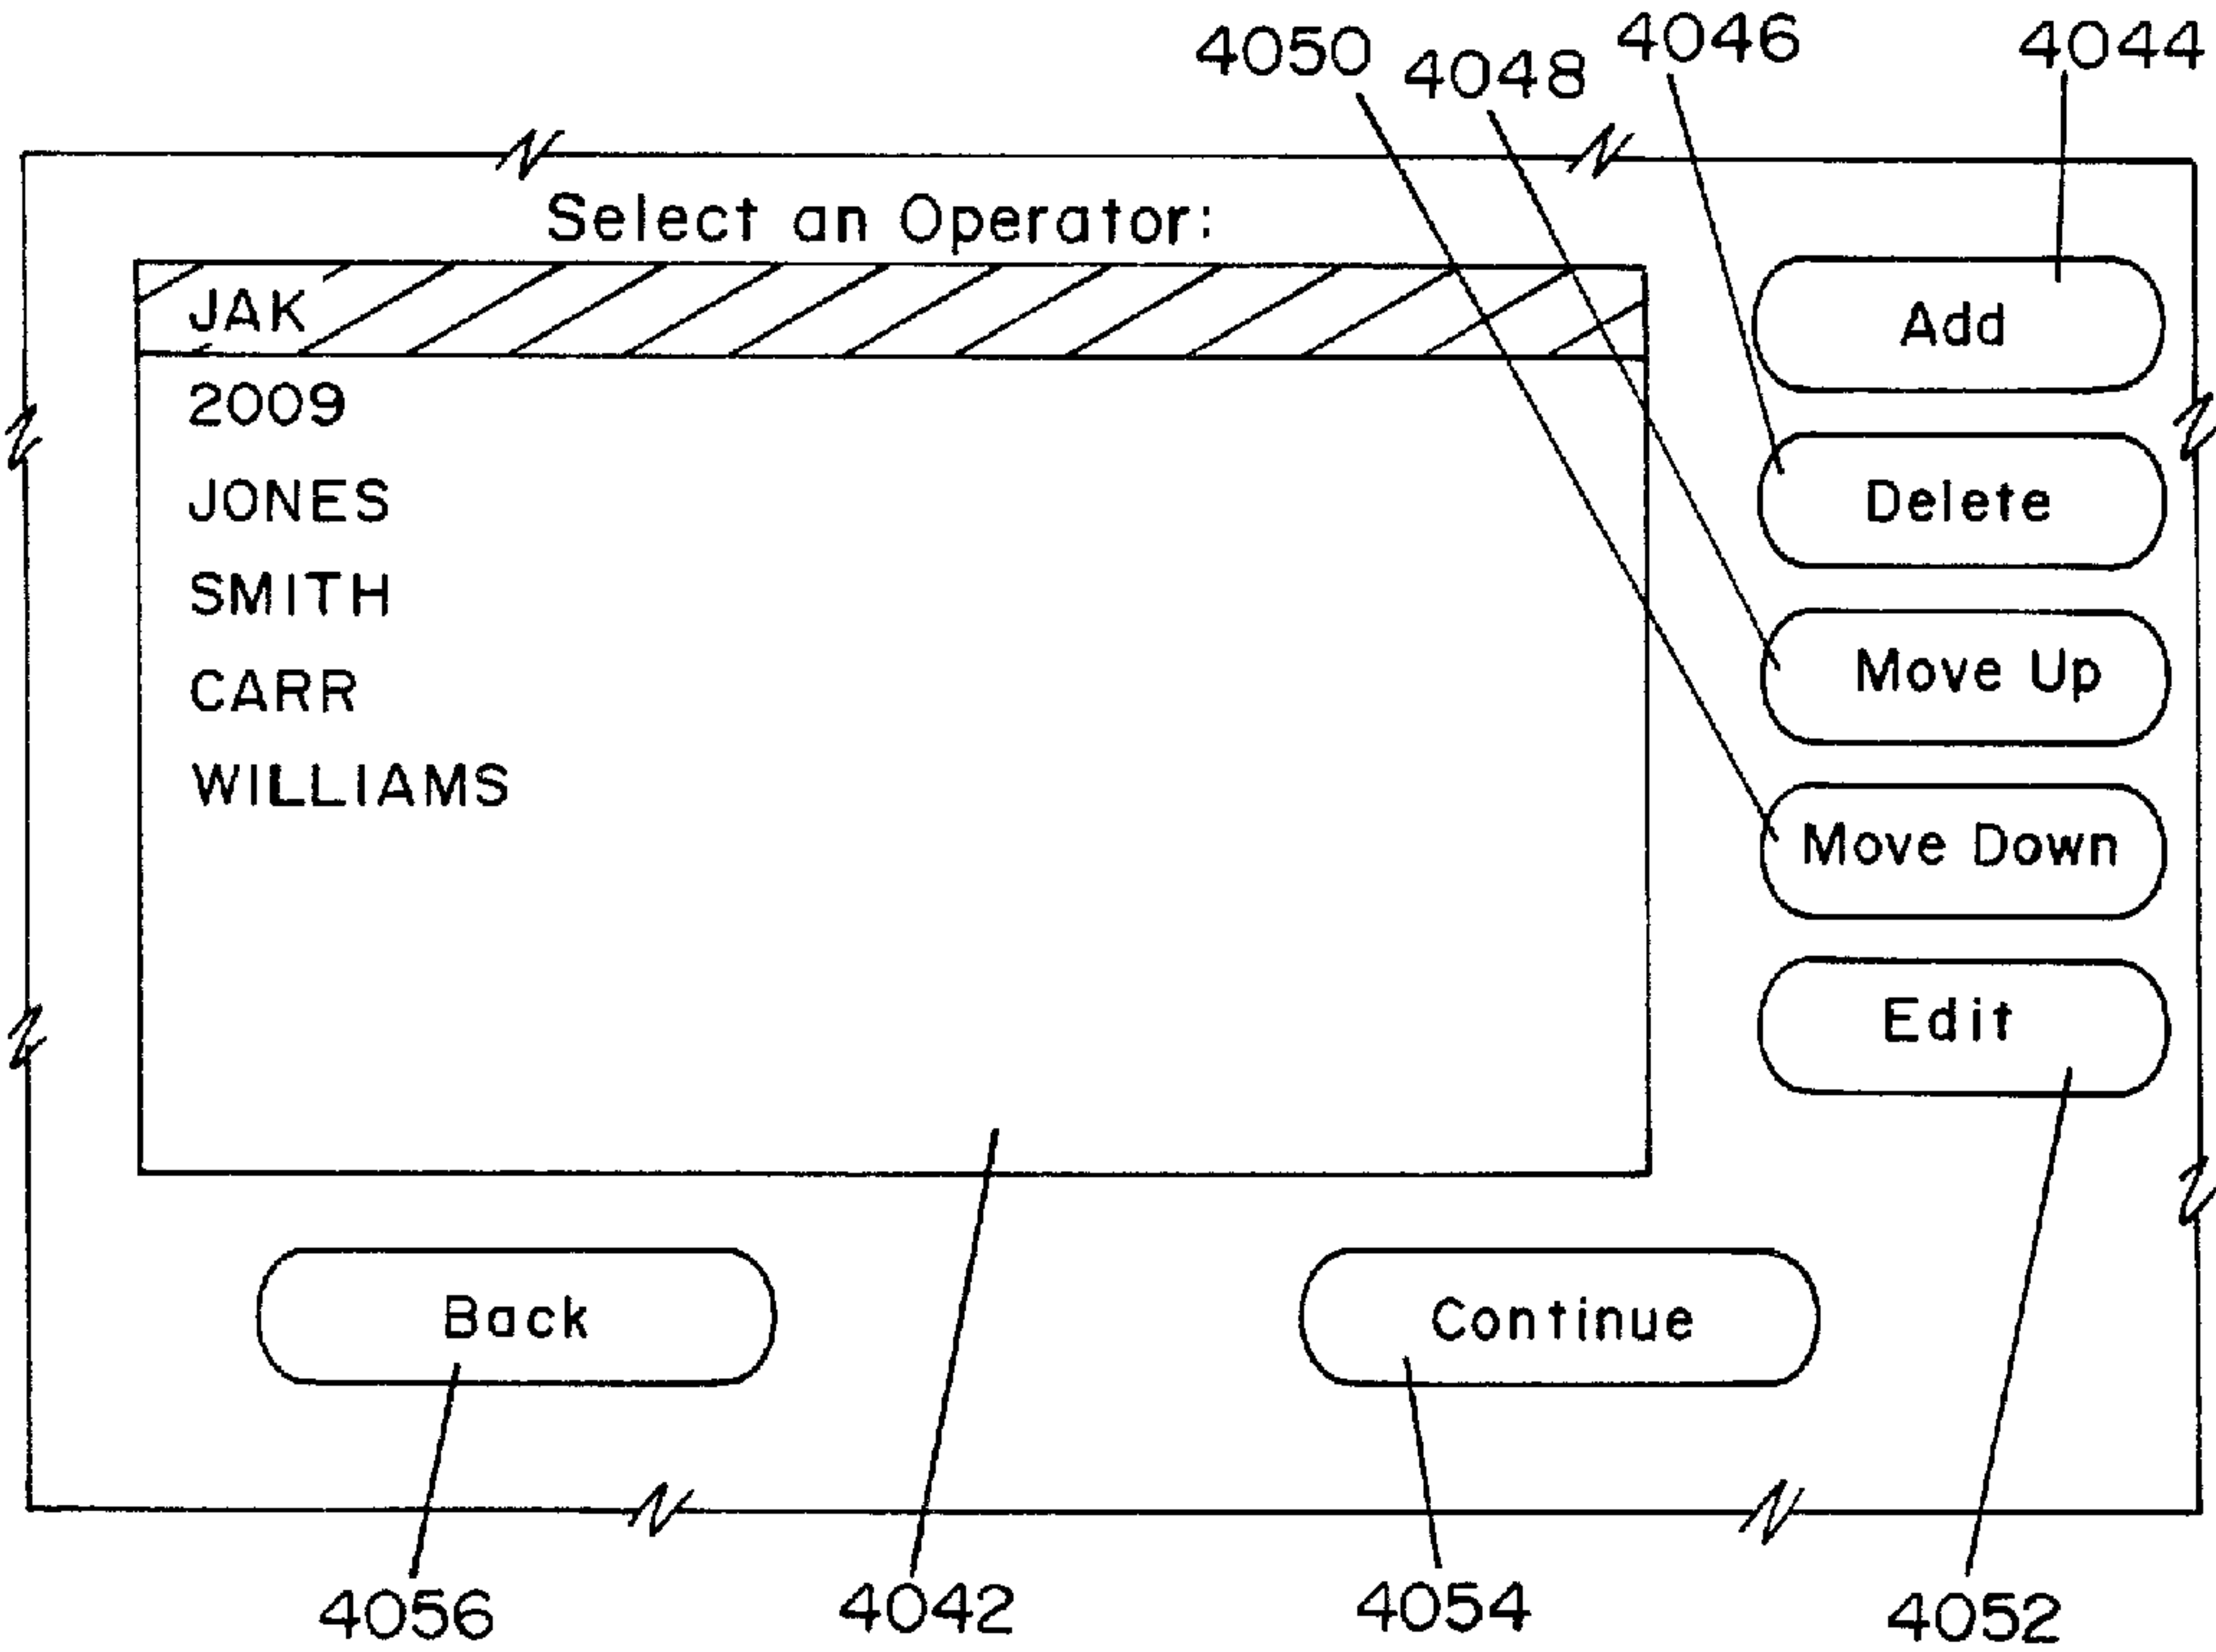 4050 4048 4046 4044
Select an Operator:
JAK
2009
JONES
SMITH
CARR
WILLIAMS
Add
Delete
Move Up
Move Down
Edit
Back
Continue
4056 4042 4054 4052